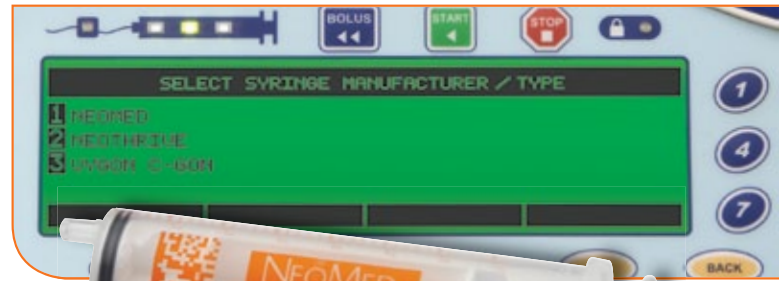 BOLUS
START
STOP
SELECT SYRINGE MANUFACTURER / TYPE
1 NEOMED
2 NEOTHRIVE
3 VYGON C-GON
1
4
7
NEOMED
BACK